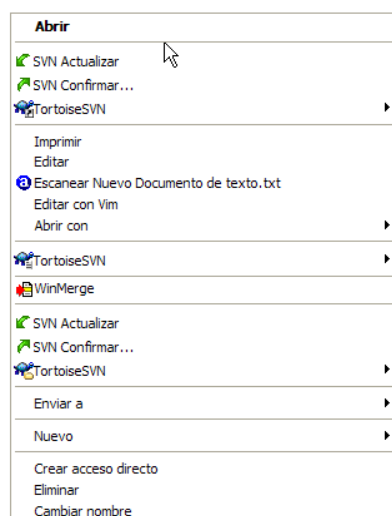 Abrir
SVN Actualizar
SVN Confirmar...
TortoiseSVN
Imprimir
Editar
Escanear Nuevo Documento de texto.txt
Editar con Vim
Abrir con
TortoiseSVN
WinMerge
SVN Actualizar
SVN Confirmar...
TortoiseSVN
Enviar a
Nuevo
Crear acceso directo
Eliminar
Cambiar nombre